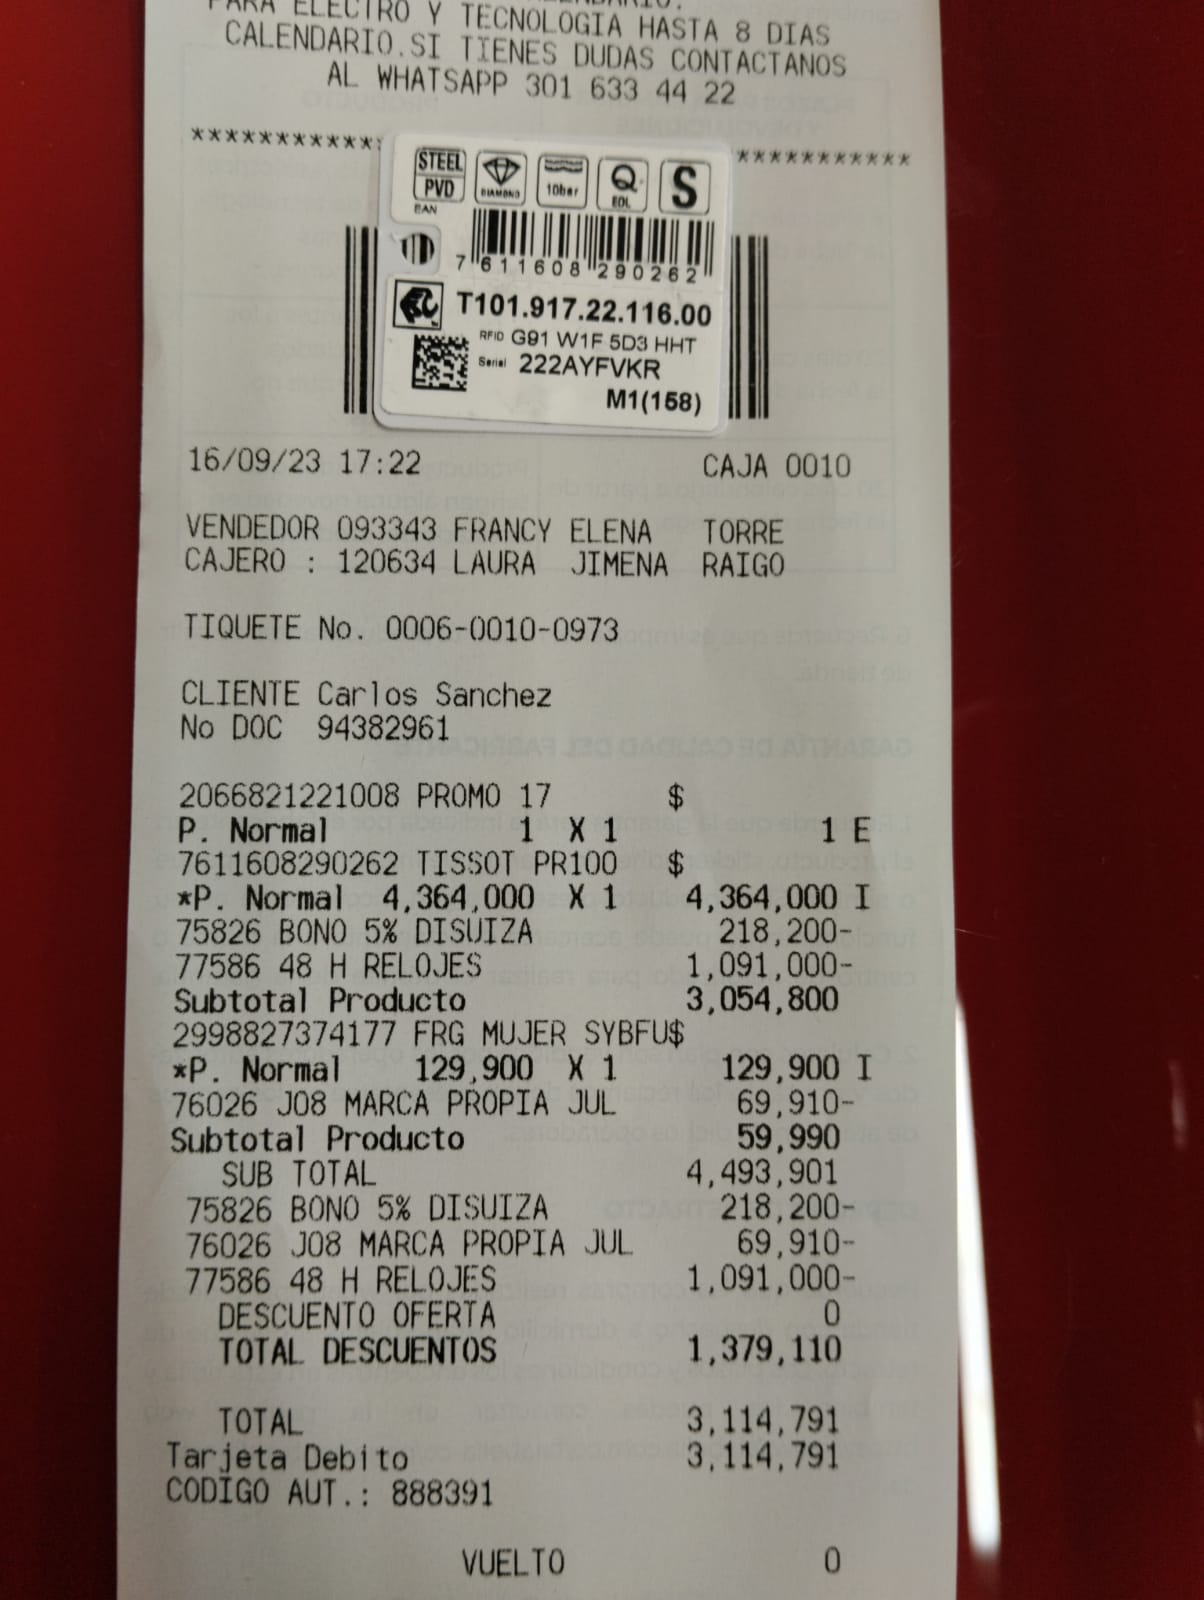 PARA ELECTRO Y TECNOLOGIA HASTA 8 DIAS
CALENDARIO.SI TIENES DUDAS CONTACTANOS
AL WHATSAPP 301 633 44 22
STEEL
PVD
DIAMOND
10bar
Q
EOL
S
EAN
7 611608 290262
T101.917.22.116.00
RFID G91 W1F 5D3 HHT
Serial 222AYFVKR
M1(158)
16/09/23 17:22 CAJA 0010
VENDEDOR 093343 FRANCY ELENA TORRE
CAJERO : 120634 LAURA JIMENA RAIGO
TIQUETE No. 0006-0010-0973
CLIENTE Carlos Sanchez
No DOC 94382961
2066821221008 PROMO 17 $
P. Normal 1 X 1 1 E
7611608290262 TISSOT PR100 $
*P. Normal 4,364,000 X 1 4,364,000 I
75826 BONO 5% DISUIZA 218,200-
77586 48 H RELOJES 1,091,000-
Subtotal Producto 3,054,800
2998827374177 FRG MUJER SYBFU$
*P. Normal 129,900 X 1 129,900 I
76026 J08 MARCA PROPIA JUL 69,910-
Subtotal Producto 59,990
SUB TOTAL 4,493,901
75826 BONO 5% DISUIZA 218,200-
76026 J08 MARCA PROPIA JUL 69,910-
77586 48 H RELOJES 1,091,000-
DESCUENTO OFERTA 0
TOTAL DESCUENTOS 1,379,110
TOTAL 3,114,791
Tarjeta Debito 3,114,791
CODIGO AUT.: 888391
VUELTO 0